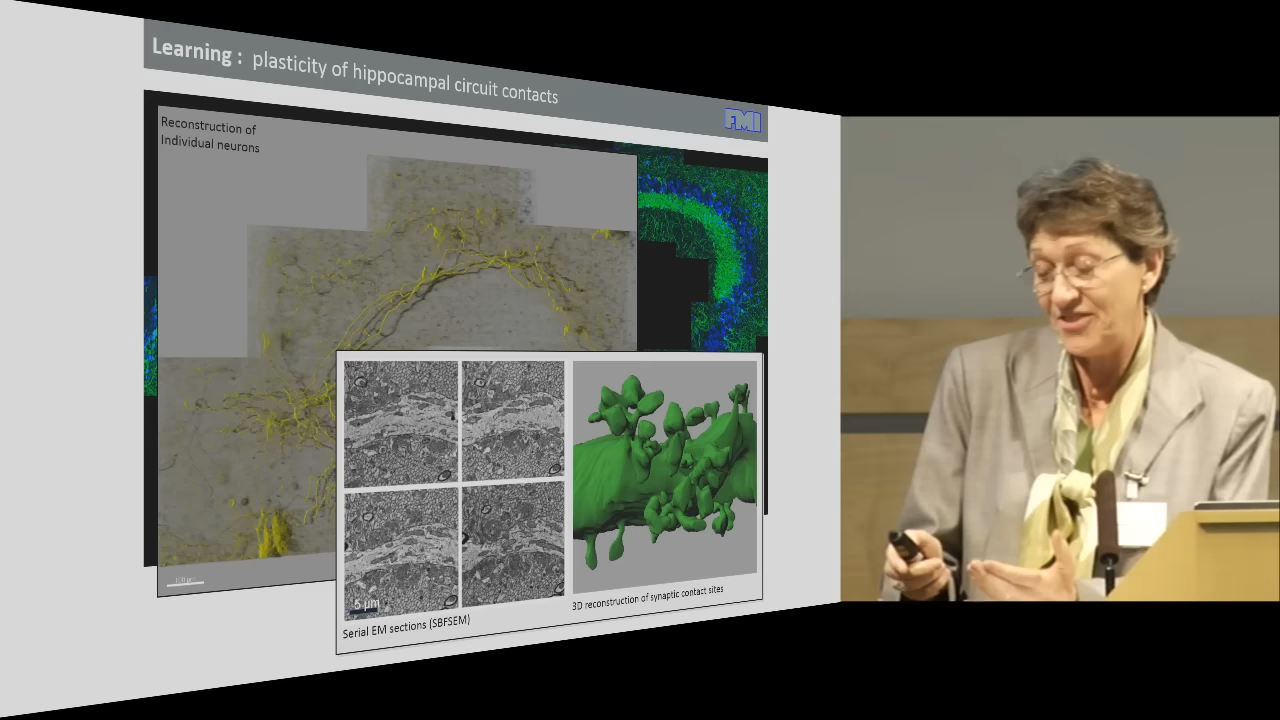 Learning : plasticity of hippocampal circuit contacts
FMI
Reconstruction of
Individual neurons
5 µm
Serial EM sections (SBFSEM)
3D reconstruction of synaptic contact sites